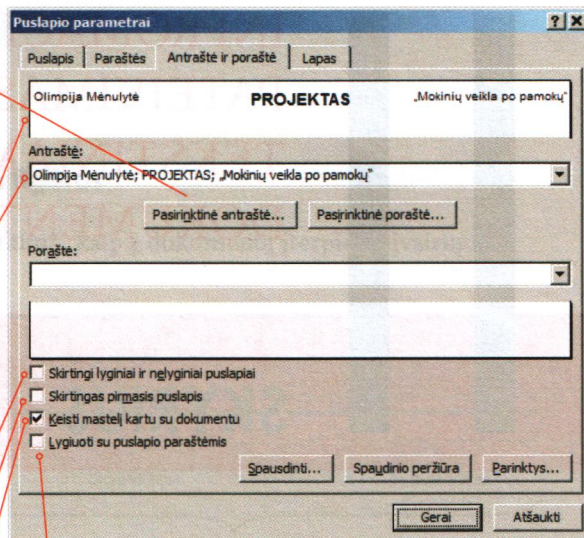 Puslapio parametrai
Puslapis Paraštės Antraštė ir poraštė Lapas
Olimpija Mėnulytė PROJEKTAS „Mokinių veikla po pamokų“
Antraštė:
Olimpija Mėnulytė; PROJEKTAS; „Mokinių veikla po pamokų“
Pasirinktinė antraštė... Pasirinktinė poraštė...
Poraštė:
Skirtingi lyginiai ir nelyginiai puslapiai
Skirtingas pirmasis puslapis
Keisti mastelį kartu su dokumentu
Lygiuoti su puslapio paraštėmis
Spausdinti... Spaudinio peržiūra Parinktys...
Gerai Atšaukti